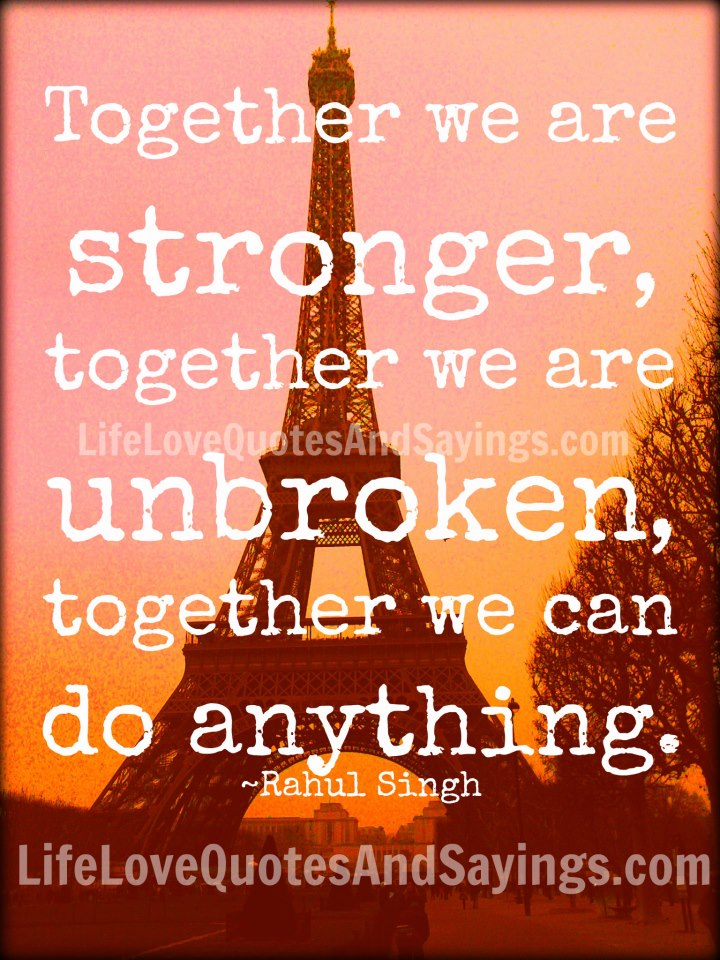 Together we are
stronger,
together we are
LifeLoveQuotesAndSayings.com
unbroken,
together we can
do anything.
~Rahul Singh
LifeLoveQuotesAndSayings.com